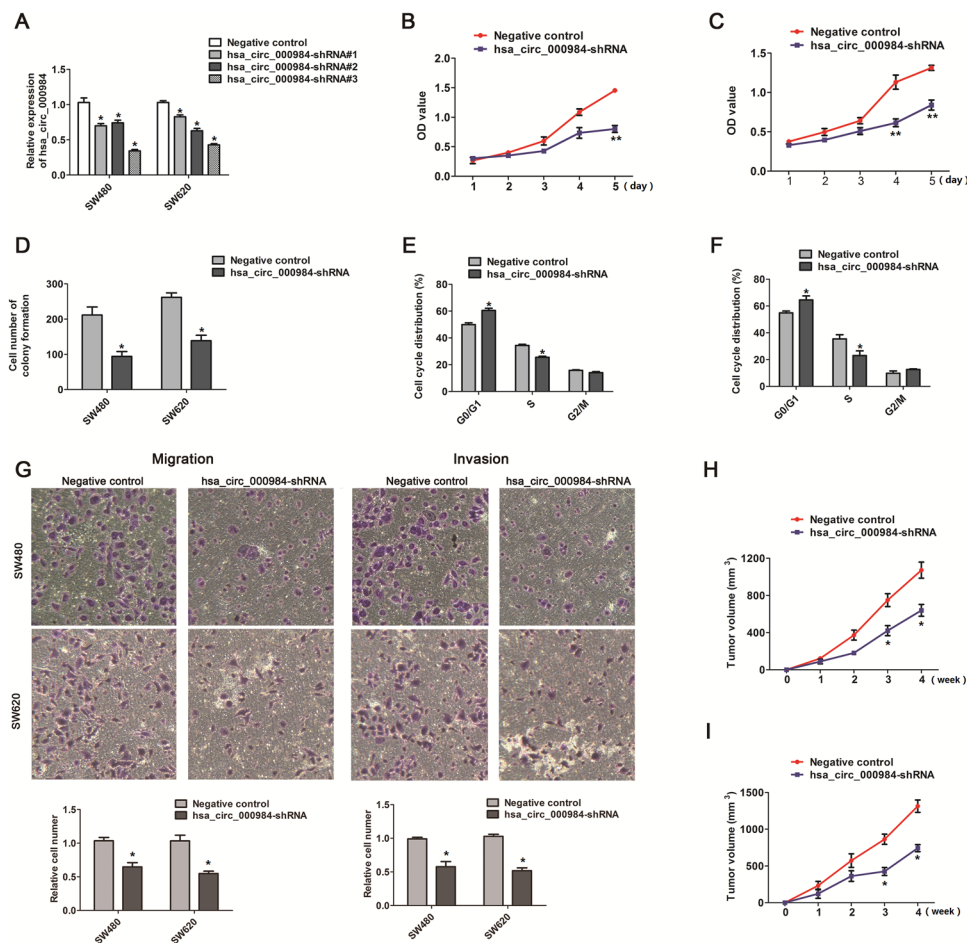 A
Negative control
hsa_circ_000984-shRNA#1
hsa_circ_000984-shRNA#2
hsa_circ_000984-shRNA#3
Relative expression
of hsa_circ_000984
1.5
1.0
0.5
0.0
* * *
* * *
SW480
SW620
B
Negative control
hsa_circ_000984-shRNA
OD value
2.0
1.5
1.0
0.5
0.0
**
1 2 3 4 5 ( day )
C
Negative control
hsa_circ_000984-shRNA
OD value
1.5
1.0
0.5
0.0
** **
1 2 3 4 5 ( day )
D
Negative control
hsa_circ_000984-shRNA
Cell number of
colony formation
300
200
100
0
* *
SW480
SW620
E
Negative control
hsa_circ_000984-shRNA
Cell cycle distribution (%)
80
60
40
20
0
* *
G0/G1
S
G2/M
F
Negative control
hsa_circ_000984-shRNA
Cell cycle distribution (%)
80
60
40
20
0
* *
G0/G1
S
G2/M
G
Migration
Invasion
Negative control
hsa_circ_000984-shRNA
Negative control
hsa_circ_000984-shRNA
SW480
SW620
Negative control
hsa_circ_000984-shRNA
Relative cell numer
1.5
1.0
0.5
0.0
* *
SW480
SW620
Negative control
hsa_circ_000984-shRNA
Relative cell numer
1.5
1.0
0.5
0.0
* *
SW480
SW620
H
Negative control
hsa_circ_000984-shRNA
Tumor volume (mm³)
1200
800
400
0
* *
0 1 2 3 4 ( week )
I
Negative control
hsa_circ_000984-shRNA
Tumor volume (mm³)
1500
1000
500
0
* *
0 1 2 3 4 ( week )